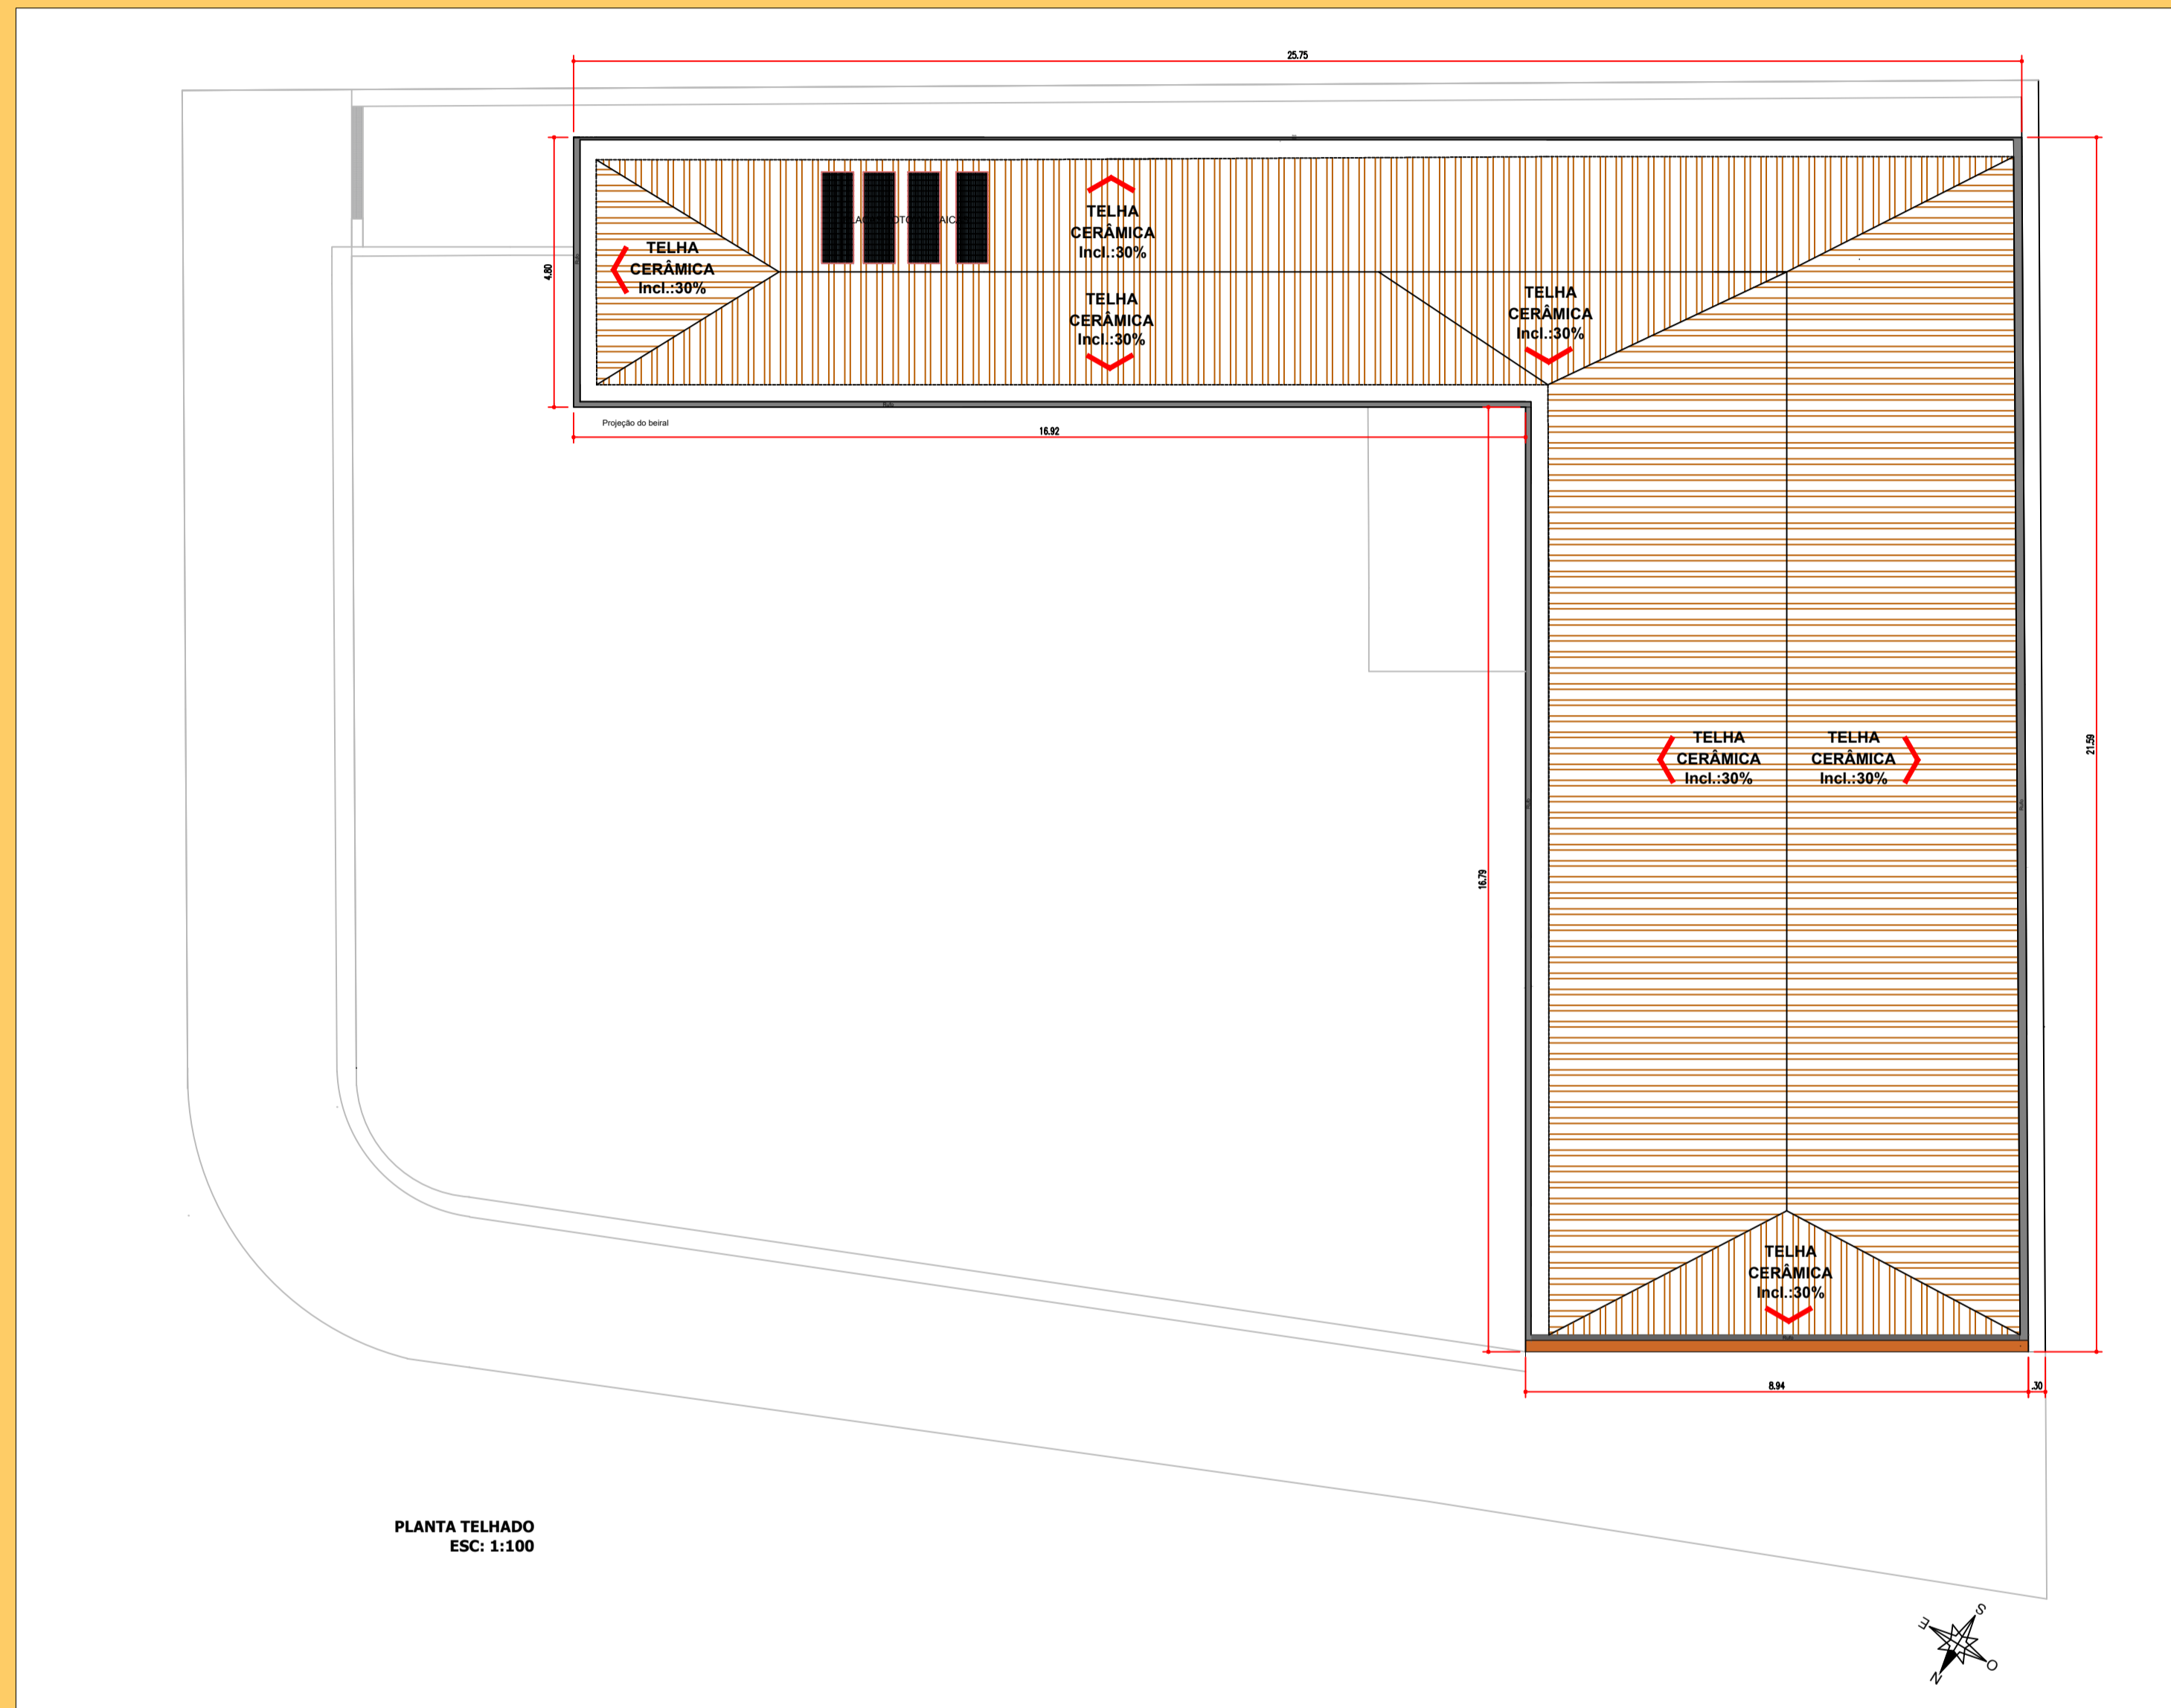 25.75
TELHA
CERÂMICA
Incl.:30%
TELHA
CERÂMICA
Incl.:30%
4.80
TELHA
CERÂMICA
Incl.:30%
TELHA
CERÂMICA
Incl.:30%
Projeção do beiral
16.92
TELHA
CERÂMICA
Incl.:30%
TELHA
CERÂMICA
Incl.:30%
21.59
16.79
TELHA
CERÂMICA
Incl.:30%
8.94
.30
PLANTA TELHADO
ESC: 1:100
S
E
O
N